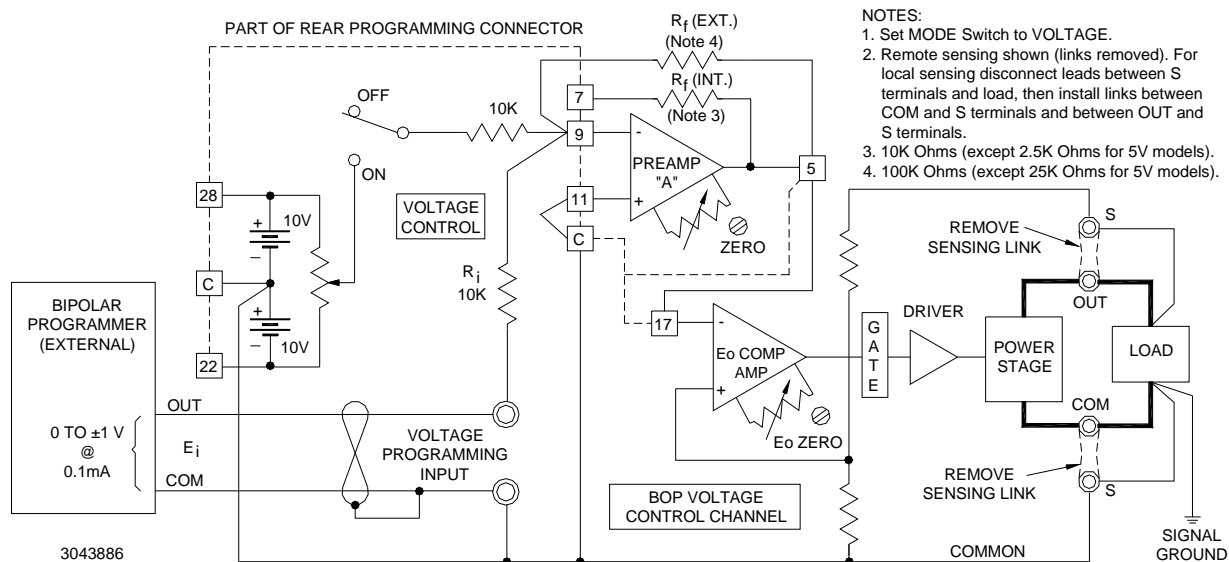 PART OF REAR PROGRAMMING CONNECTOR
Rf (EXT.)
(Note 4)
Rf (INT.)
(Note 3)
NOTES:
1. Set MODE Switch to VOLTAGE.
2. Remote sensing shown (links removed). For
local sensing disconnect leads between S
terminals and load, then install links between
COM and S terminals and between OUT and
S terminals.
3. 10K Ohms (except 2.5K Ohms for 5V models).
4. 100K Ohms (except 25K Ohms for 5V models).
OFF
10K
7
9
-
PREAMP
"A"
+
5
ON
28
VOLTAGE
CONTROL
11
C
ZERO
+
10V
–
C
+
10V
–
22
Ri
10K
BIPOLAR
PROGRAMMER
(EXTERNAL)
0 TO ±1 V
@
0.1mA
OUT
Ei
COM
VOLTAGE
PROGRAMMING
INPUT
17
-
Eo COMP
AMP
+
Eo ZERO
GATE
DRIVER
POWER
STAGE
S
REMOVE
SENSING LINK
OUT
LOAD
COM
REMOVE
SENSING LINK
S
BOP VOLTAGE
CONTROL CHANNEL
COMMON
SIGNAL
GROUND
3043886